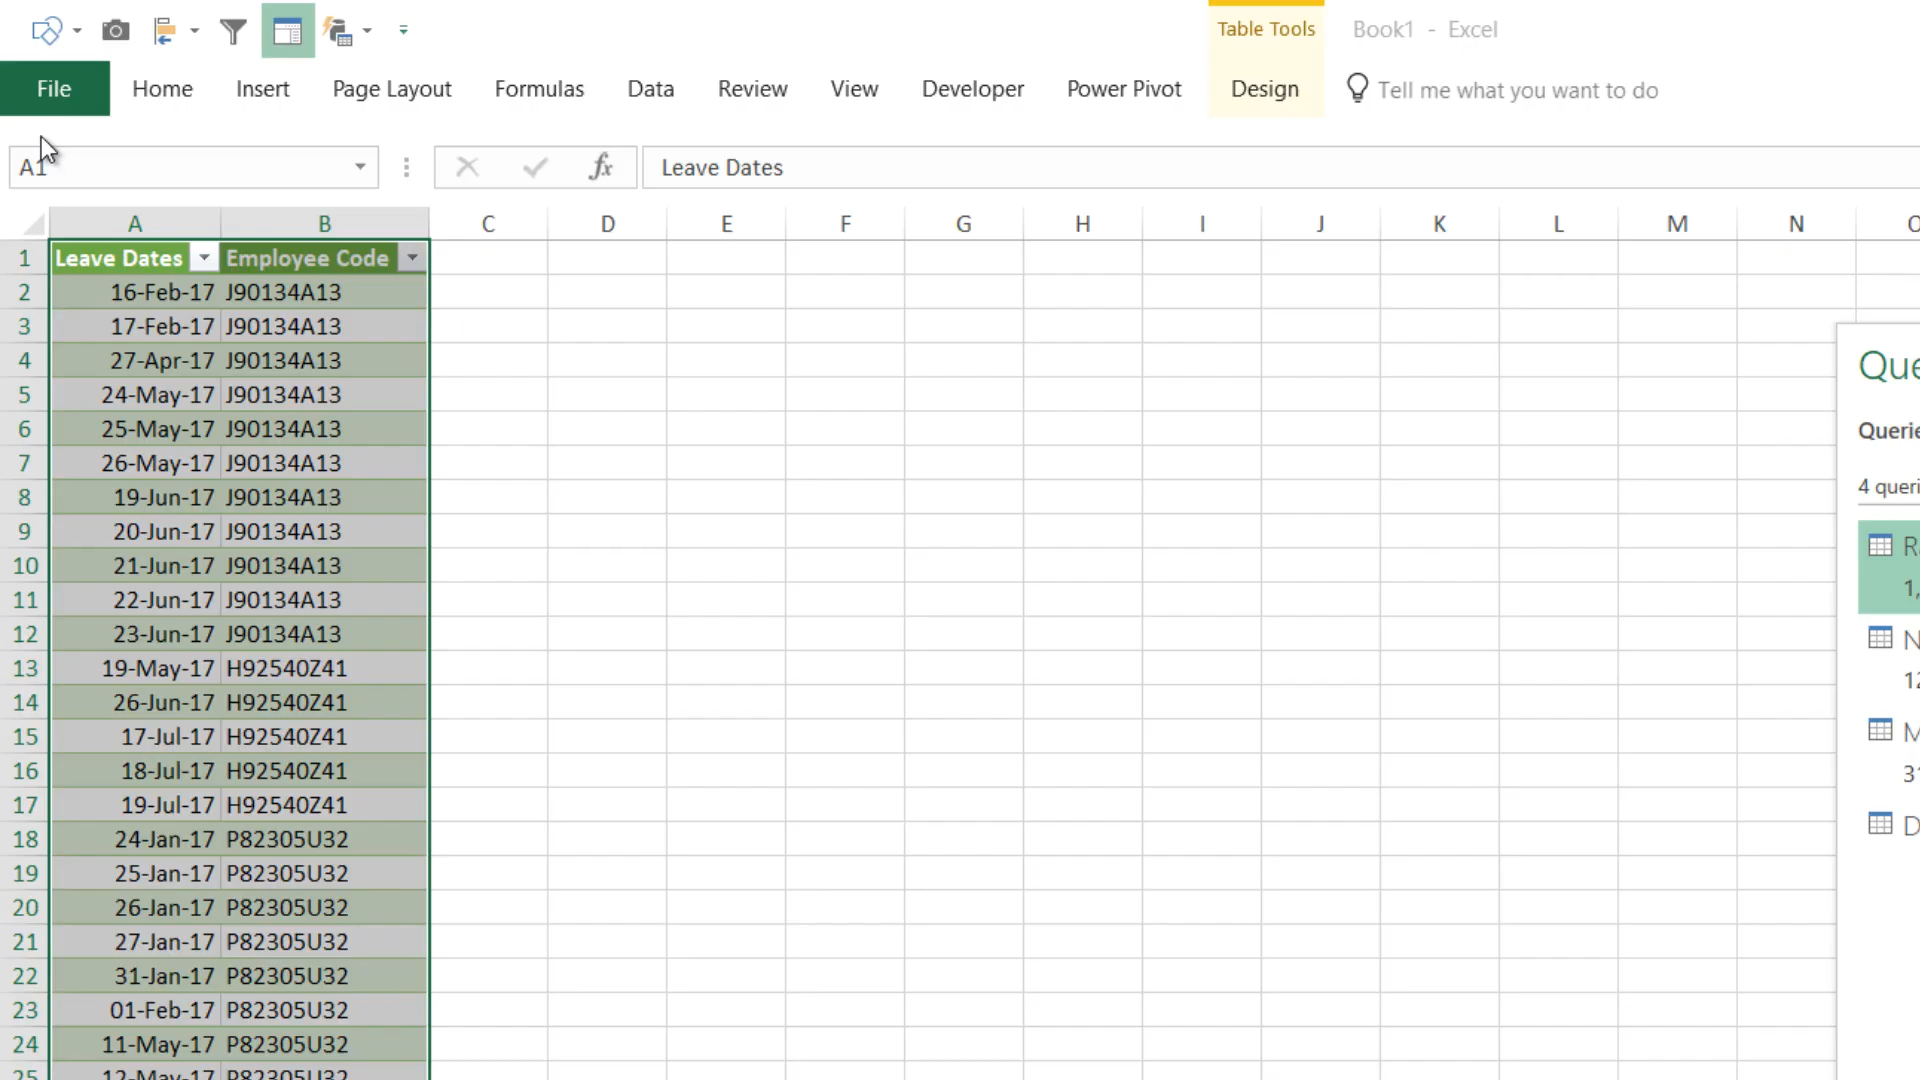 Table Tools
Book1 - Excel
File Home Insert Page Layout Formulas Data Review View Developer Power Pivot Design Tell me what you want to do
A1 fx Leave Dates
A B C D E F G H I J K L M N
1 Leave Dates Employee Code
2 16-Feb-17 J90134A13
3 17-Feb-17 J90134A13
4 27-Apr-17 J90134A13
5 24-May-17 J90134A13
6 25-May-17 J90134A13
7 26-May-17 J90134A13
8 19-Jun-17 J90134A13
9 20-Jun-17 J90134A13
10 21-Jun-17 J90134A13
11 22-Jun-17 J90134A13
12 23-Jun-17 J90134A13
13 19-May-17 H92540Z41
14 26-Jun-17 H92540Z41
15 17-Jul-17 H92540Z41
16 18-Jul-17 H92540Z41
17 19-Jul-17 H92540Z41
18 24-Jan-17 P82305U32
19 25-Jan-17 P82305U32
20 26-Jan-17 P82305U32
21 27-Jan-17 P82305U32
22 31-Jan-17 P82305U32
23 01-Feb-17 P82305U32
24 11-May-17 P82305U32
25 12-May-17 P82305U32
Que
Querie
4 queri
1,
N
12
31
D